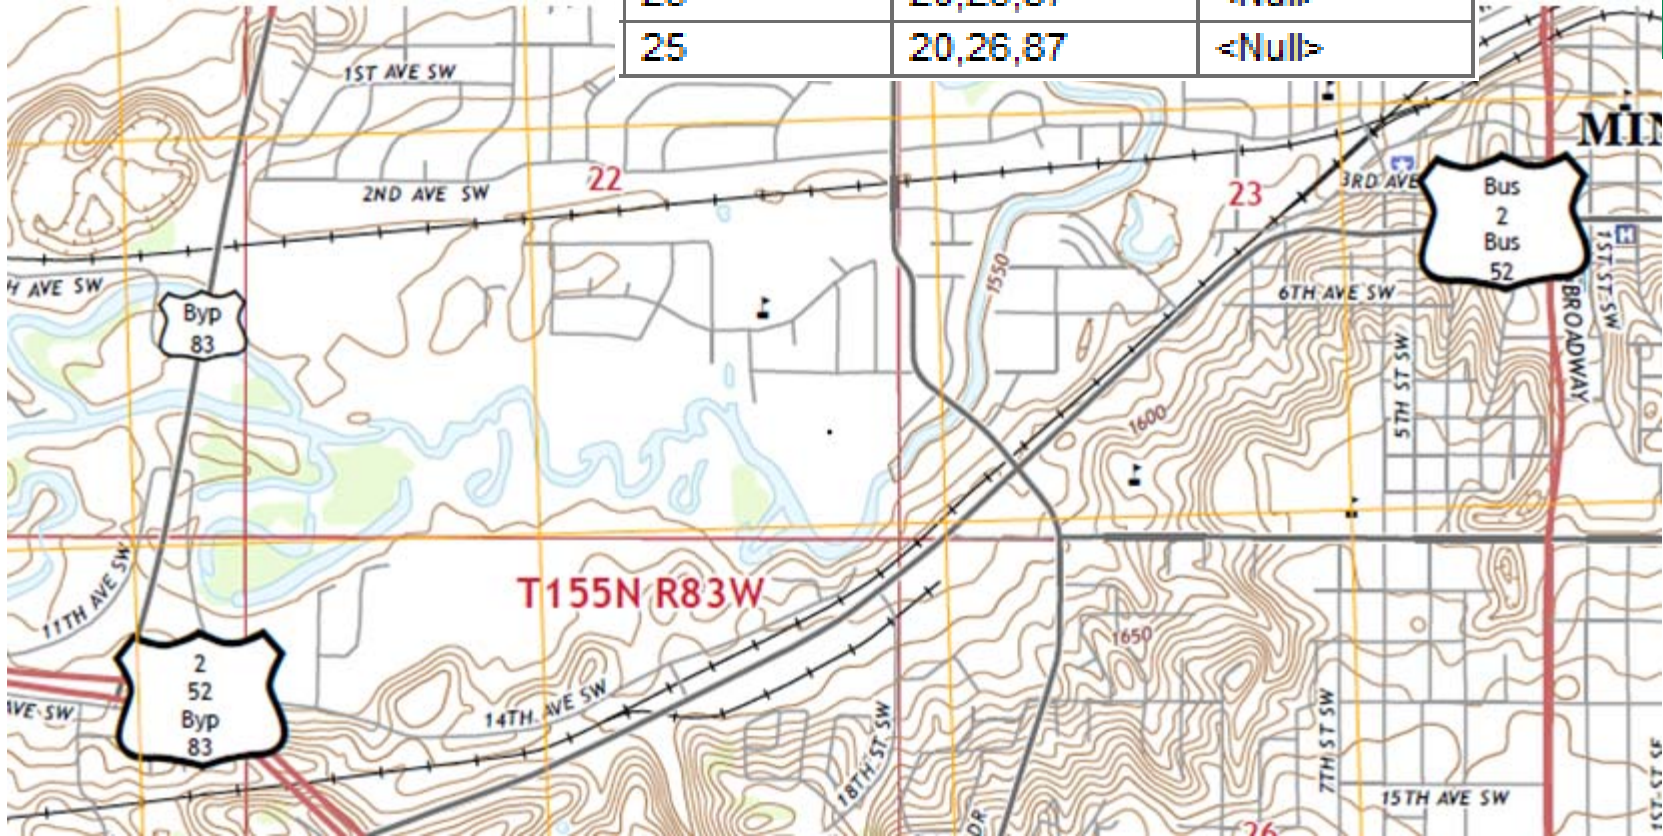 25 20,26,87 <Null>
1ST AVE SW
MIN
22
2ND AVE SW
23
3RD AVE
Bus
2
Bus
52
H
1ST ST SW
1550
H AVE SW
6TH AVE SW
BROADWAY
Byp
83
5TH ST SW
1600
11TH AVE SW
T155N R83W
1650
2
52
Byp
83
AVE SW
14TH AVE SW
18TH ST SW
7TH ST SW
15TH AVE SW
DR
26